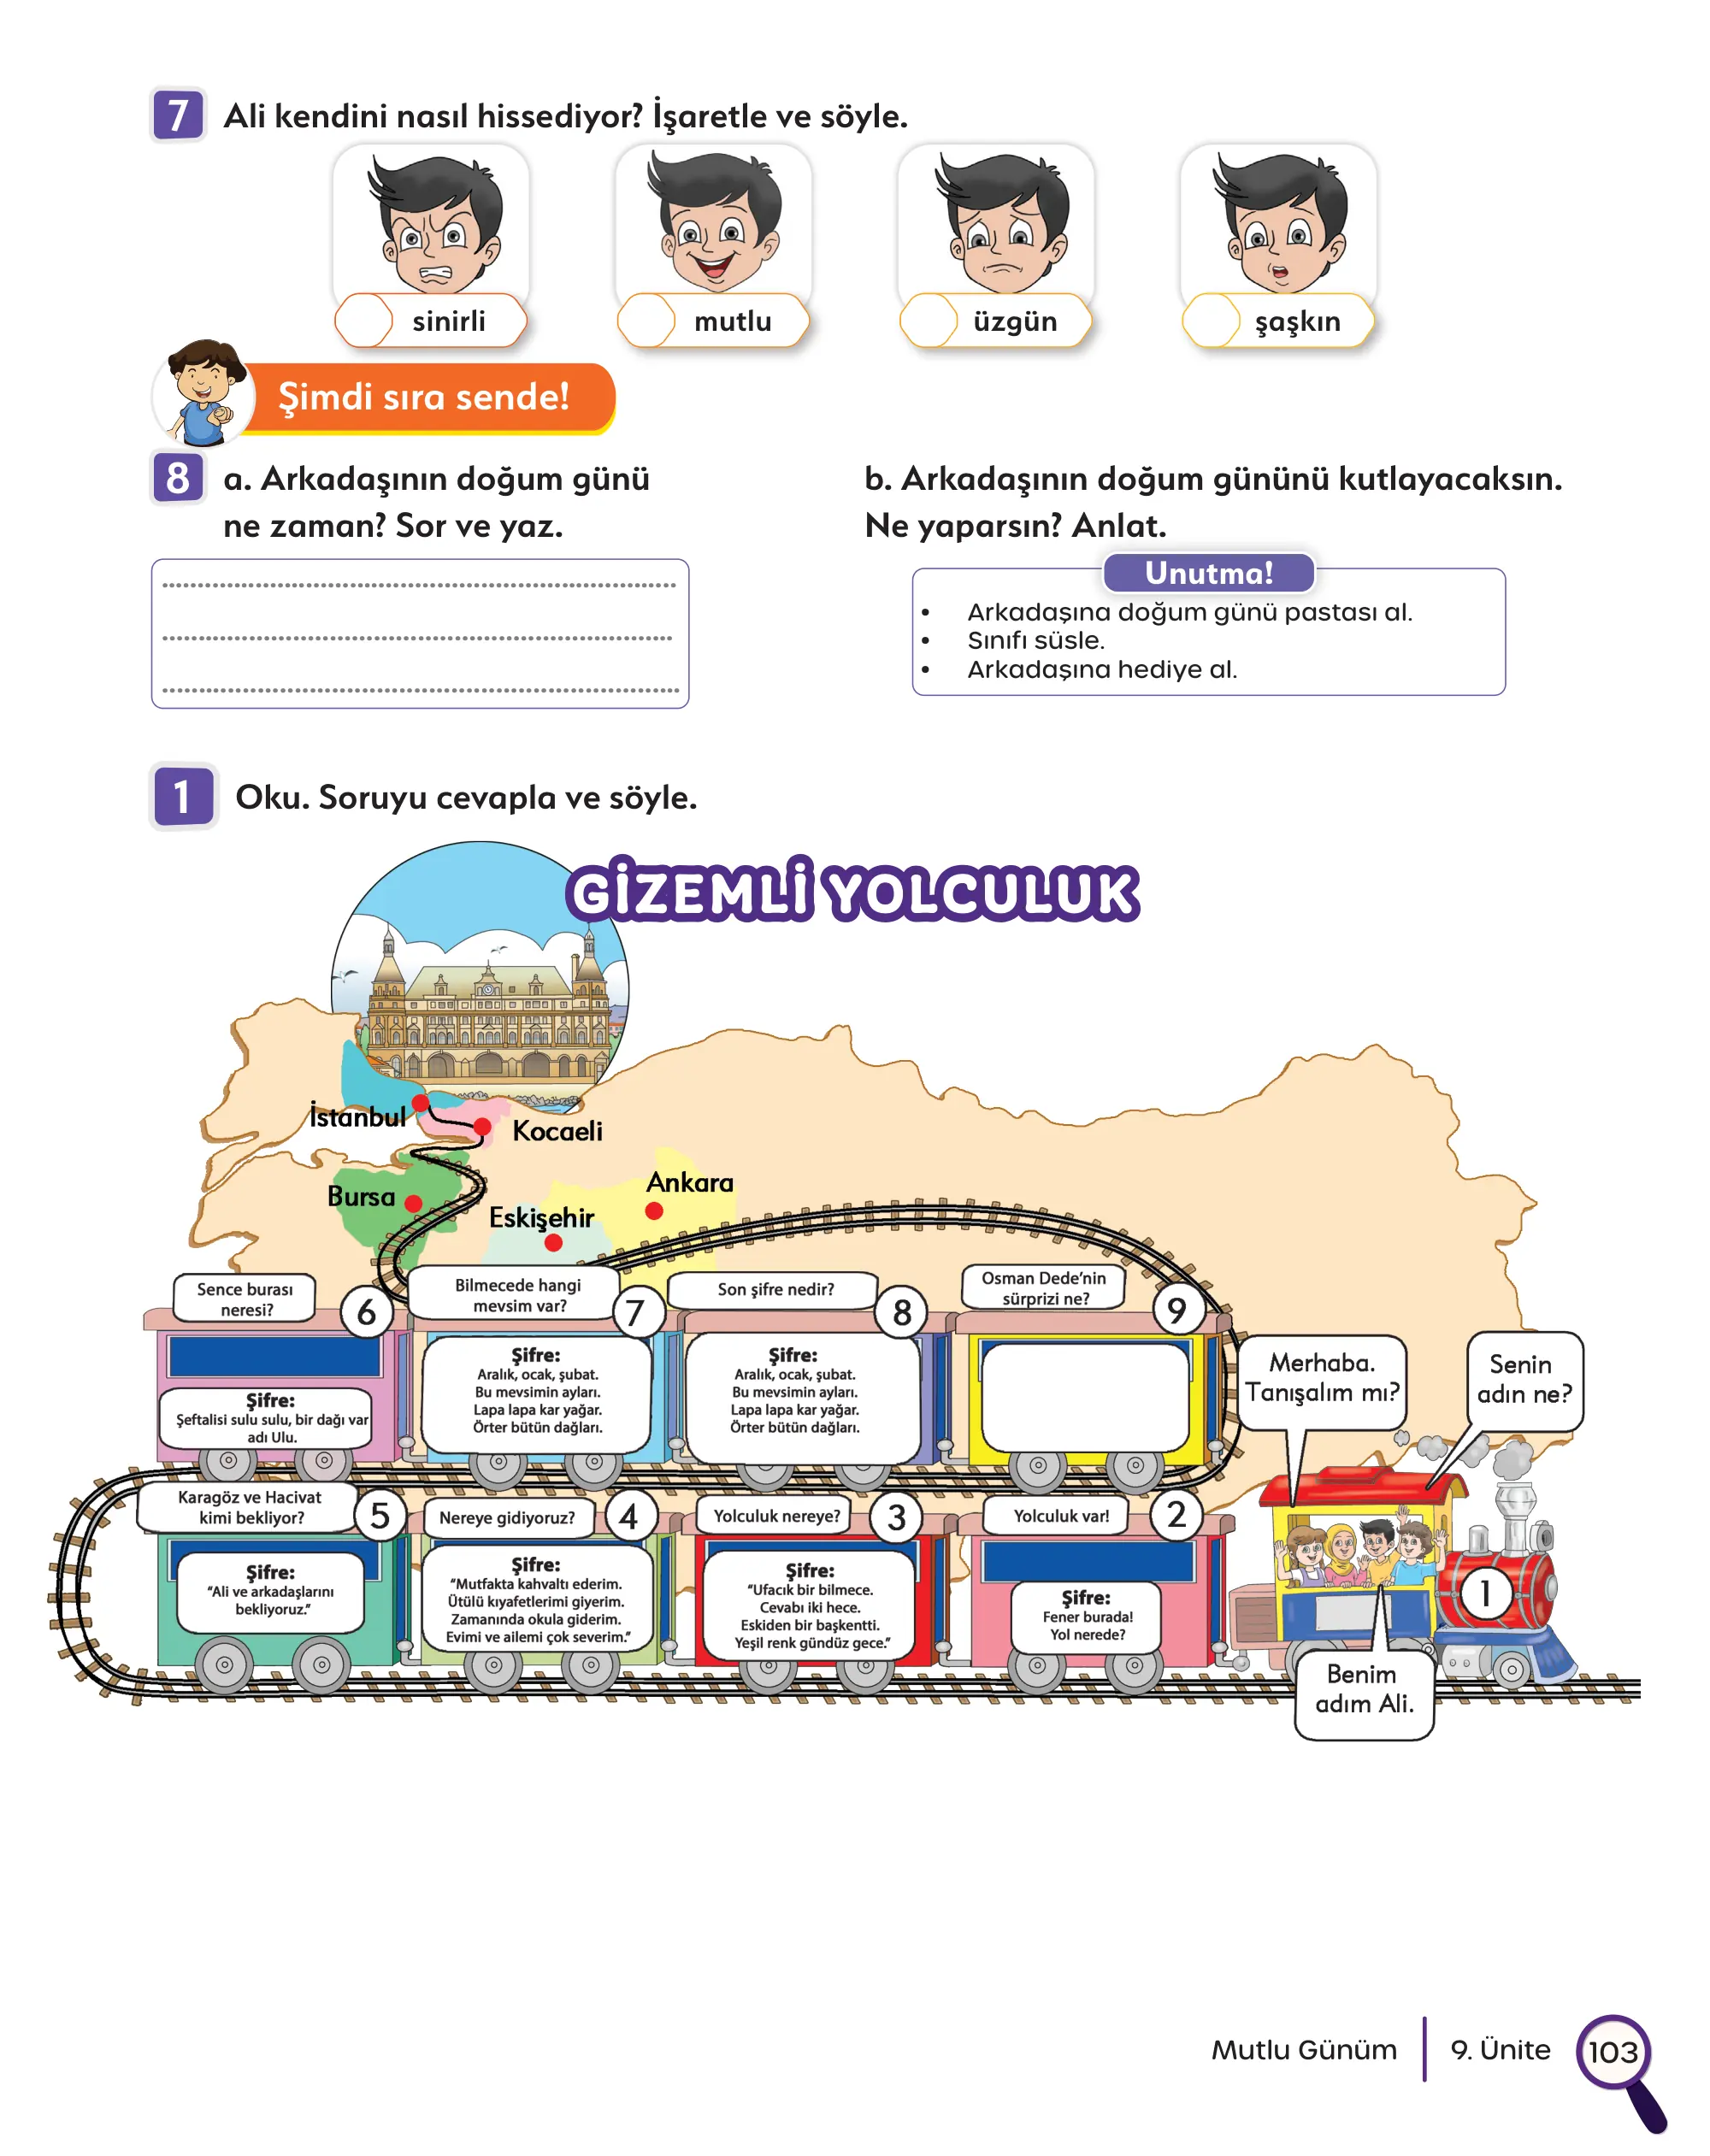 7 Ali kendini nasıl hissediyor? İşaretle ve söyle.
sinirli
mutlu
üzgün
şaşkın
Şimdi sıra sende!
8 a. Arkadaşının doğum günü
ne zaman? Sor ve yaz.
b. Arkadaşının doğum gününü kutlayacaksın.
Ne yaparsın? Anlat.
Unutma!
• Arkadaşına doğum günü pastası al.
• Sınıfı süsle.
• Arkadaşına hediye al.
1 Oku. Soruyu cevapla ve söyle.
GİZEMLİ YOLCULUK
İstanbul
Kocaeli
Bursa
Ankara
Eskişehir
Sence burası
neresi?
6
Şifre:
Şeftalisi sulu sulu, bir dağı var
adı Ulu.
Bilmecede hangi
mevsim var?
7
Şifre:
Aralık, ocak, şubat.
Bu mevsimin ayları.
Lapa lapa kar yağar.
Örter bütün dağları.
Son şifre nedir?
8
Şifre:
Aralık, ocak, şubat.
Bu mevsimin ayları.
Lapa lapa kar yağar.
Örter bütün dağları.
Osman Dede'nin
sürprizi ne?
9
Merhaba.
Tanışalım mı?
Senin
adın ne?
Karagöz ve Hacivat
kimi bekliyor?
5
Şifre:
"Ali ve arkadaşlarını
bekliyoruz."
Nereye gidiyoruz?
4
Şifre:
"Mutfakta kahvaltı ederim.
Ütülü kıyafetlerimi giyerim.
Zamanında okula giderim.
Evimi ve ailemi çok severim."
Yolculuk nereye?
3
Şifre:
"Ufacık bir bilmece.
Cevabı iki hece.
Eskiden bir başkentti.
Yeşil renk gündüz gece."
Yolculuk var!
2
Şifre:
Fener burada!
Yol nerede?
1
Benim
adım Ali.
Mutlu Günüm
9. Ünite
103